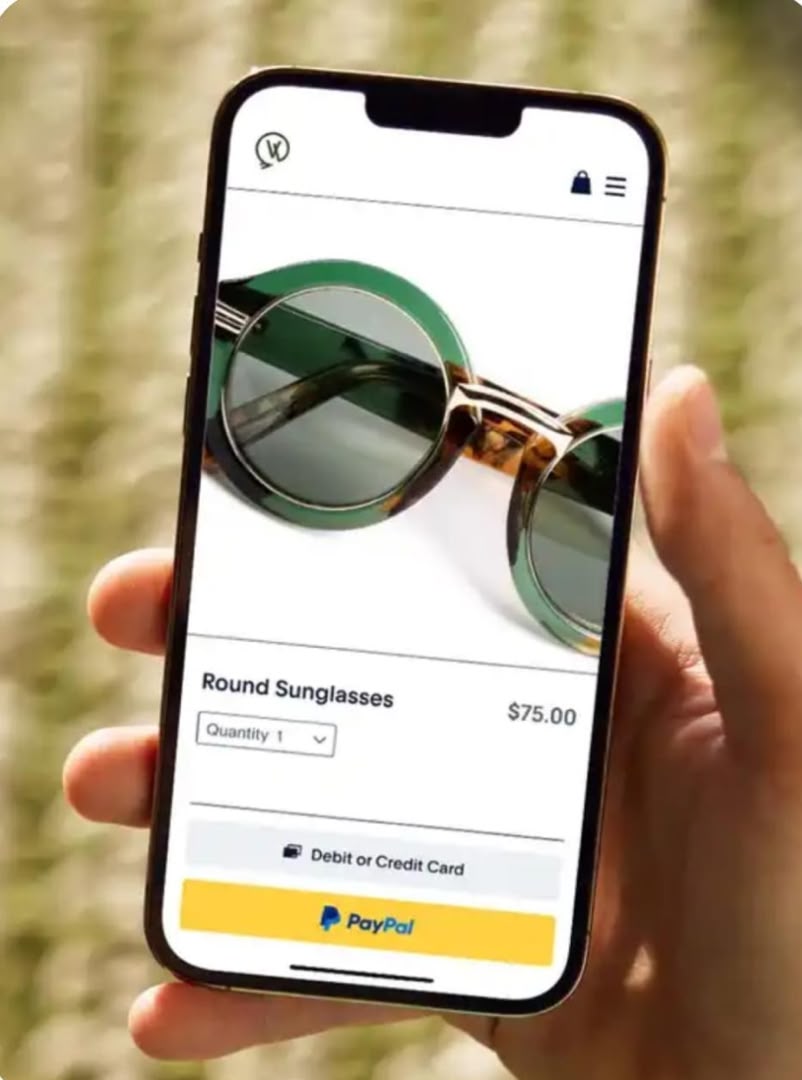 Round Sunglasses
$75.00
Quantity 1
Debit or Credit Card
PayPal